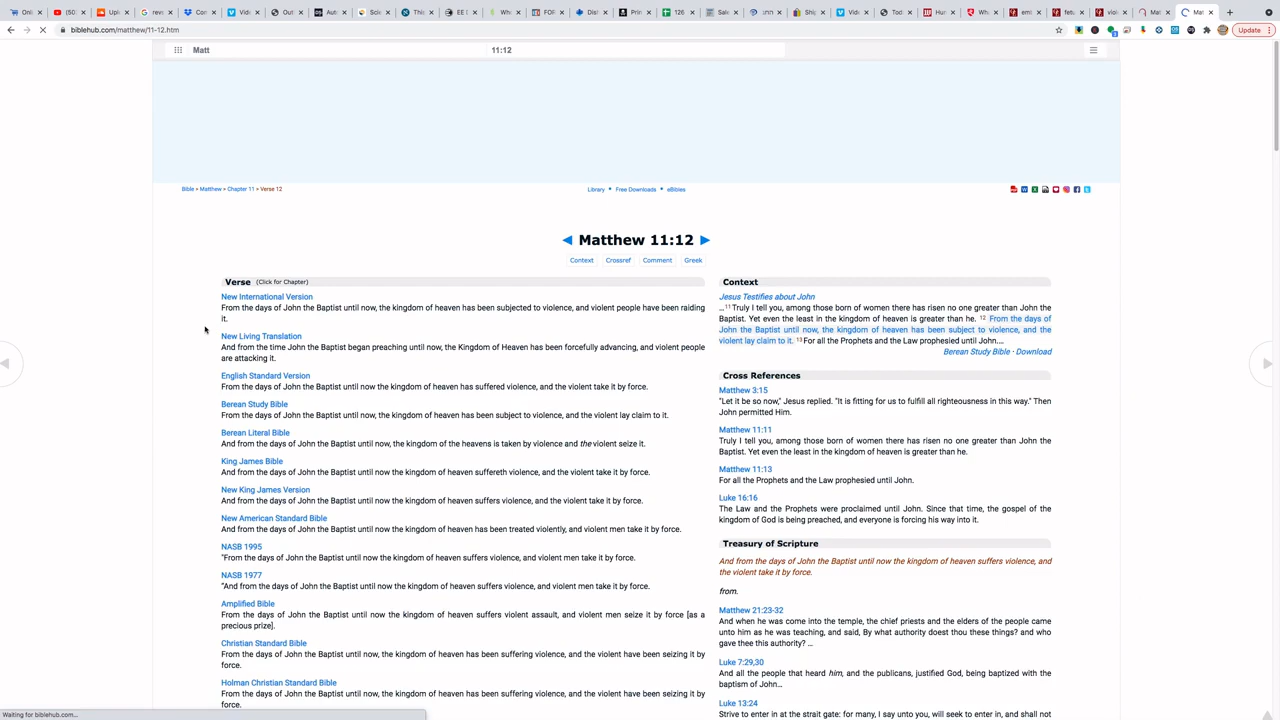 Onli
(50
Upl
reve
Cor
Vid
Out
Aut
Scie
This
BE I
Wh
FDF
Disl
Prin
126
Sale
Ship
Vid
Tod
Hur
Wh
emi
fetu
viol
Mat
Mat
biblehub.com/matthew/11-12.htm
Update
Matt 11:12
Bible > Matthew > Chapter 11 > Verse 12
Library • Free Downloads • eBibles
◄ Matthew 11:12 ►
Context Crossref Comment Greek
Verse (Click for Chapter)
New International Version
From the days of John the Baptist until now, the kingdom of heaven has been subjected to violence, and violent people have been raiding
it.
New Living Translation
And from the time John the Baptist began preaching until now, the Kingdom of Heaven has been forcefully advancing, and violent people
are attacking it.
English Standard Version
From the days of John the Baptist until now the kingdom of heaven has suffered violence, and the violent take it by force.
Berean Study Bible
From the days of John the Baptist until now, the kingdom of heaven has been subject to violence, and the violent lay claim to it.
Berean Literal Bible
And from the days of John the Baptist until now, the kingdom of the heavens is taken by violence and the violent seize it.
King James Bible
And from the days of John the Baptist until now the kingdom of heaven suffereth violence, and the violent take it by force.
New King James Version
And from the days of John the Baptist until now the kingdom of heaven suffers violence, and the violent take it by force.
New American Standard Bible
And from the days of John the Baptist until now the kingdom of heaven has been treated violently, and violent men take it by force.
NASB 1995
"From the days of John the Baptist until now the kingdom of heaven suffers violence, and violent men take it by force.
NASB 1977
"And from the days of John the Baptist until now the kingdom of heaven suffers violence, and violent men take it by force.
Amplified Bible
From the days of John the Baptist until now the kingdom of heaven suffers violent assault, and violent men seize it by force [as a
precious prize].
Christian Standard Bible
From the days of John the Baptist until now, the kingdom of heaven has been suffering violence, and the violent have been seizing it by
force.
Holman Christian Standard Bible
From the days of John the Baptist until now, the kingdom of heaven has been suffering violence, and the violent have been seizing it by
force.
Context
Jesus Testifies about John
...11Truly I tell you, among those born of women there has risen no one greater than John the
Baptist. Yet even the least in the kingdom of heaven is greater than he. 12 From the days of
John the Baptist until now, the kingdom of heaven has been subject to violence, and the
violent lay claim to it. 13For all the Prophets and the Law prophesied until John....
Berean Study Bible · Download
Cross References
Matthew 3:15
"Let it be so now," Jesus replied. "It is fitting for us to fulfill all righteousness in this way." Then
John permitted Him.
Matthew 11:11
Truly I tell you, among those born of women there has risen no one greater than John the
Baptist. Yet even the least in the kingdom of heaven is greater than he.
Matthew 11:13
For all the Prophets and the Law prophesied until John.
Luke 16:16
The Law and the Prophets were proclaimed until John. Since that time, the gospel of the
kingdom of God is being preached, and everyone is forcing his way into it.
Treasury of Scripture
And from the days of John the Baptist until now the kingdom of heaven suffers violence, and
the violent take it by force.
from.
Matthew 21:23-32
And when he was come into the temple, the chief priests and the elders of the people came
unto him as he was teaching, and said, By what authority doest thou these things? and who
gave thee this authority? ...
Luke 7:29,30
And all the people that heard him, and the publicans, justified God, being baptized with the
baptism of John...
Luke 13:24
Strive to enter in at the strait gate: for many, I say unto you, will seek to enter in, and shall not
Waiting for biblehub.com...